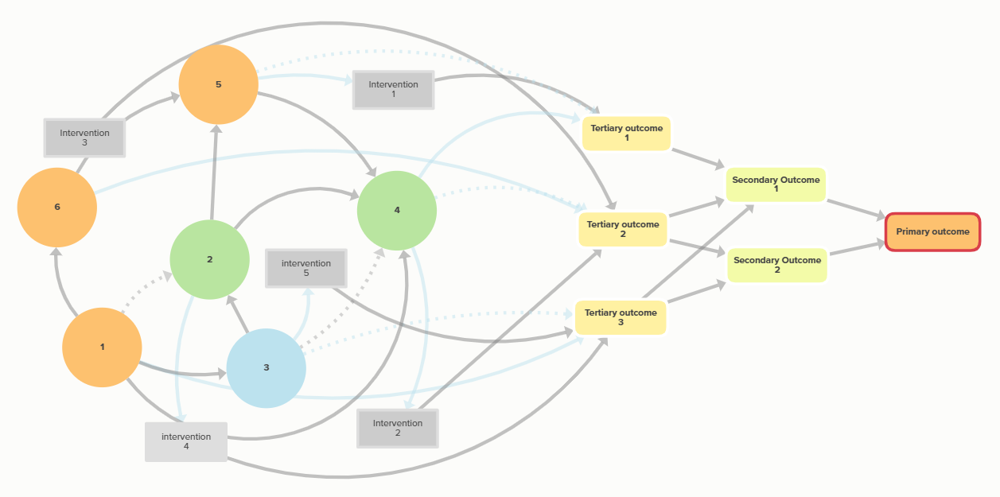 5
Intervention
1
Intervention
3
Tertiary outcome
1
6
4
Secondary Outcome
1
Tertiary outcome
2
Primary outcome
2
intervention
5
Secondary Outcome
2
Tertiary outcome
3
1
3
intervention
4
Intervention
2